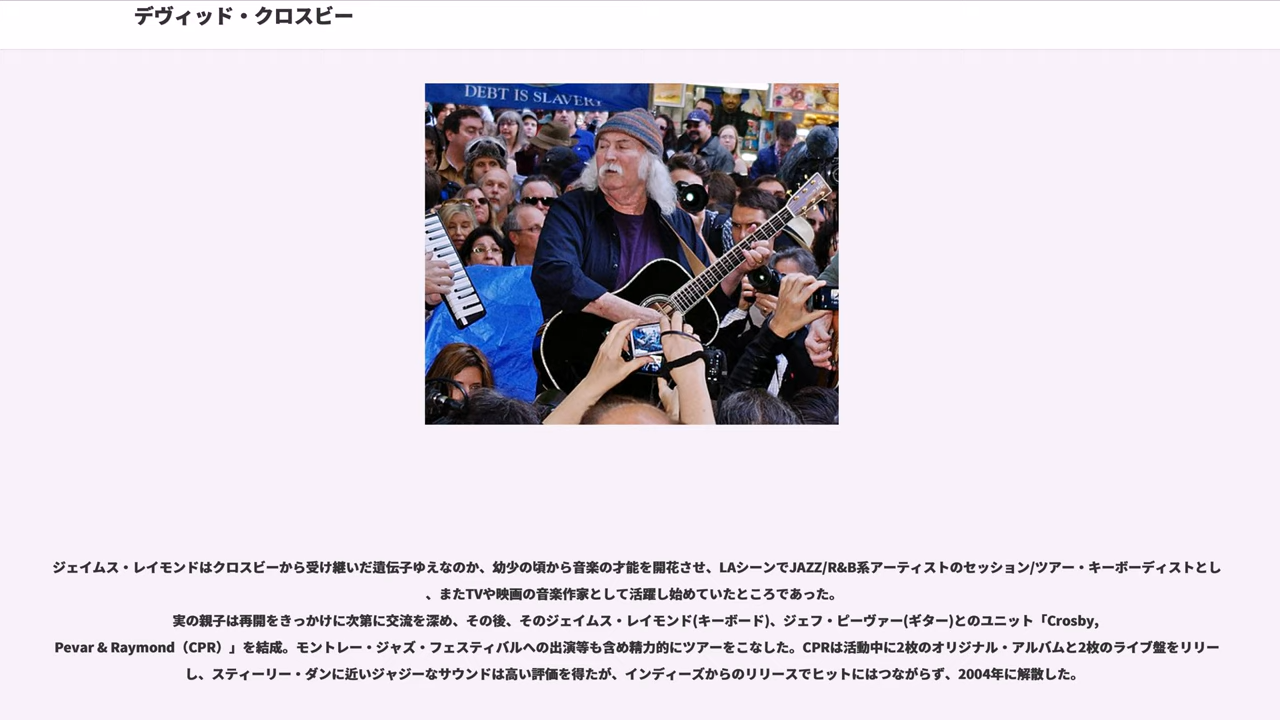 デヴィッド・クロスビー
DEBT IS SLAVERY
ジェイムス・レイモンドはクロスビーから受け継いだ遺伝子ゆえなのか、幼少の頃から音楽の才能を開花させ、LAシーンでJAZZ/R&B系アーティストのセッション/ツアー・キーボーディストとし
、またTVや映画の音楽作家として活躍し始めていたところであった。
実の親子は再開をきっかけに次第に交流を深め、その後、そのジェイムス・レイモンド(キーボード)、ジェフ・ピーヴァー(ギター)とのユニット「Crosby,
Pevar & Raymond（CPR）」を結成。モントレー・ジャズ・フェスティバルへの出演等も含め精力的にツアーをこなした。CPRは活動中に2枚のオリジナル・アルバムと2枚のライブ盤をリリー
し、スティーリー・ダンに近いジャジーなサウンドは高い評価を得たが、インディーズからのリリースでヒットにはつながらず、2004年に解散した。